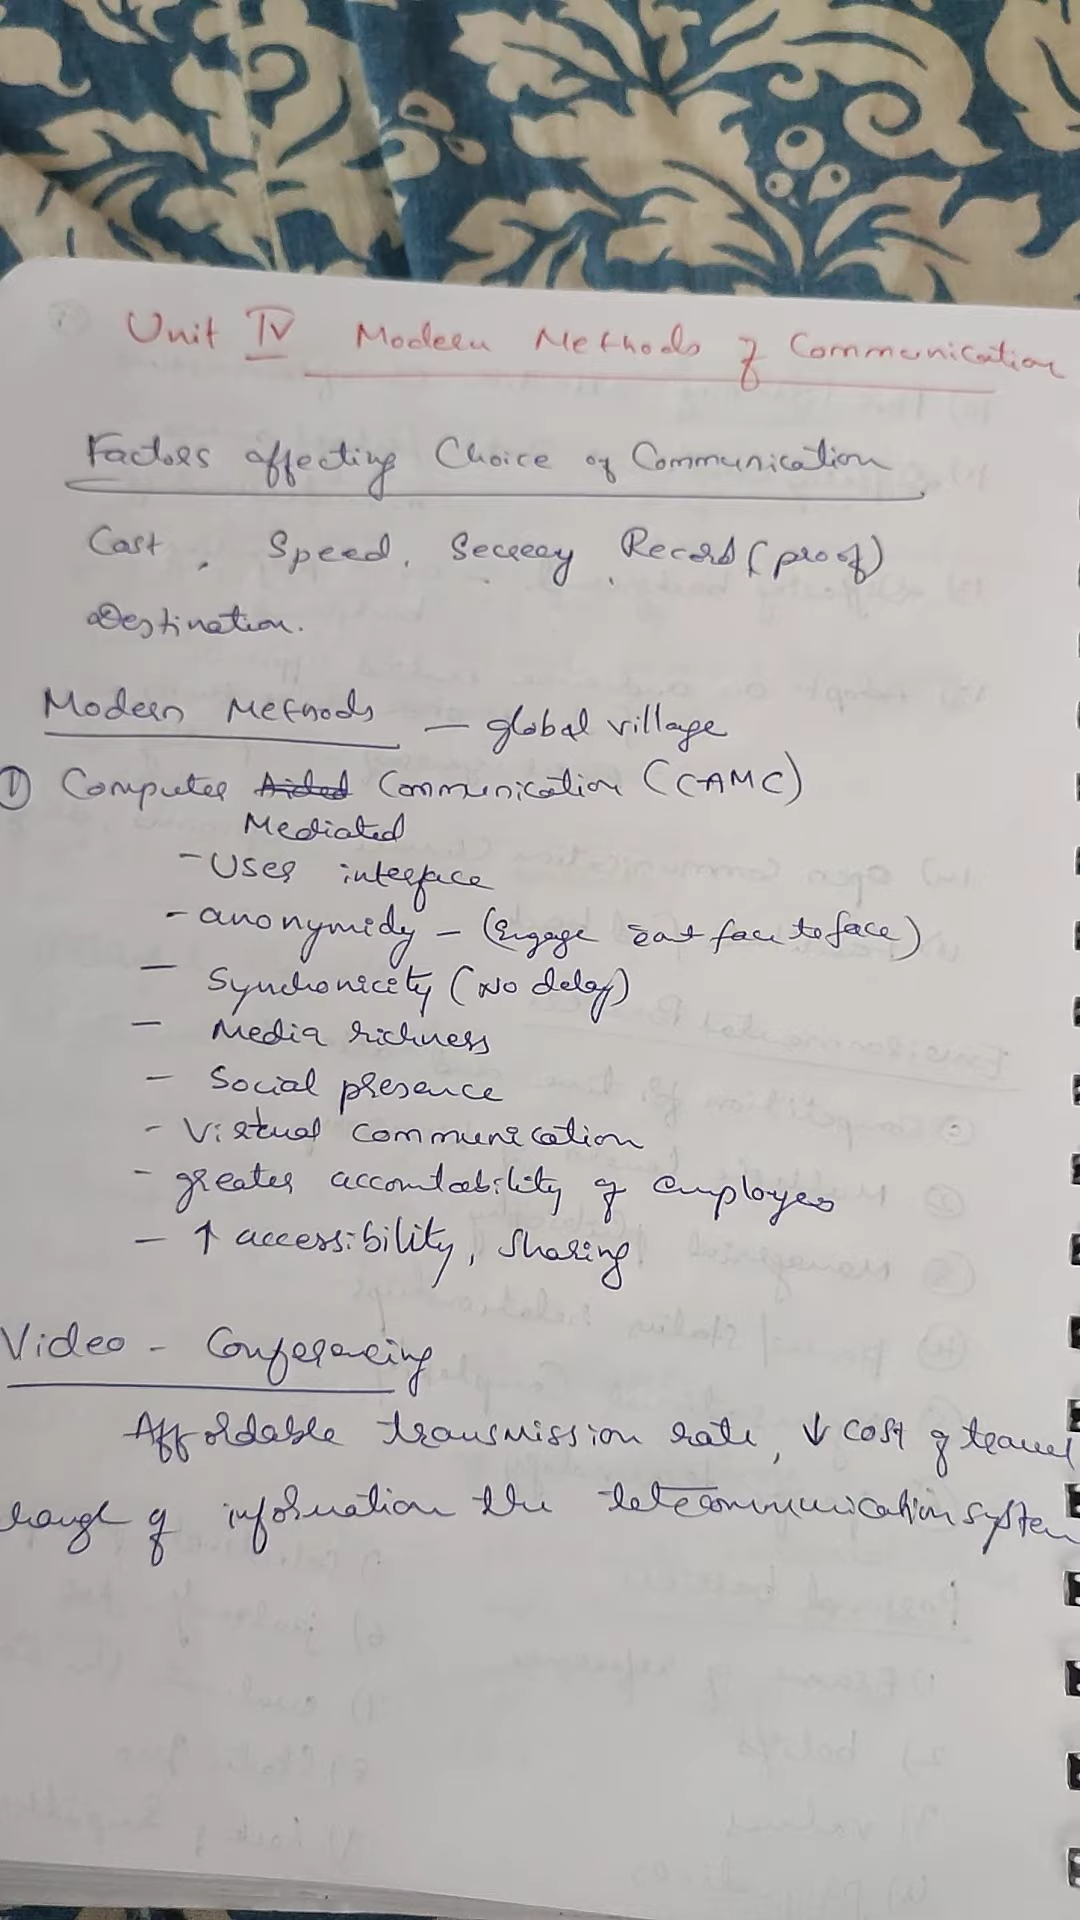 Unit IV Modern Methods of Communication
Factors affecting Choice of Communication
Cost, Speed, Secrecy, Record (proof)
Destination.
Modern Methods — global village
① Computer Aided Communication (CAMC)
Mediated
- User interface
- anonymidy - (Engage face to face)
- Synchronicity (No delay)
- Media richness
- Social presence
- Virtual communication
- greater accountability of employees
- ↑ accessibility, sharing
Video - Conferencing
Affordable transmission rate, ↓ cost of travel
of information thru telecommunication system